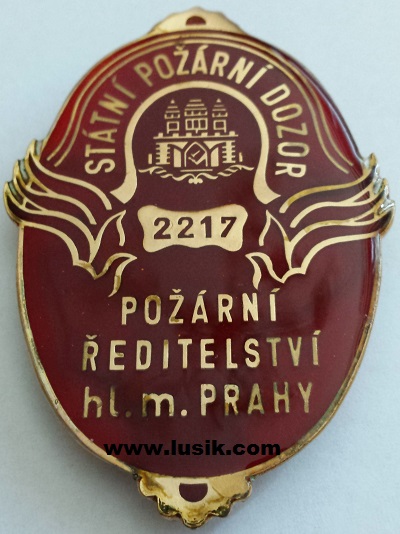 STÁTNÍ POŽÁRNÍ DOZOR
2217
POŽÁRNÍ
ŘEDITELSTVÍ
hl.m. PRAHY
www.lusik.com